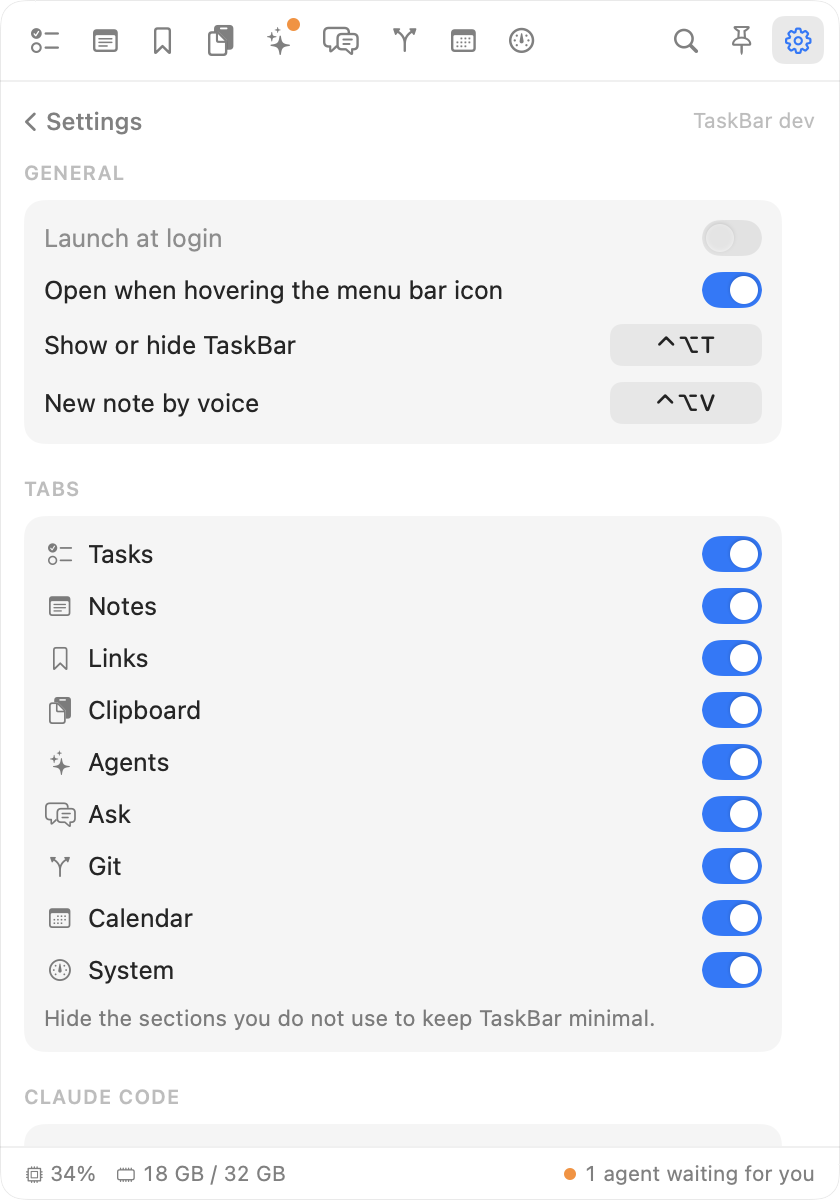 Settings
TaskBar dev
GENERAL
Launch at login
Open when hovering the menu bar icon
Show or hide TaskBar
⌃⌥T
New note by voice
⌃⌥V
TABS
Tasks
Notes
Links
Clipboard
Agents
Ask
Git
Calendar
System
Hide the sections you do not use to keep TaskBar minimal.
CLAUDE CODE
34%
18 GB / 32 GB
1 agent waiting for you